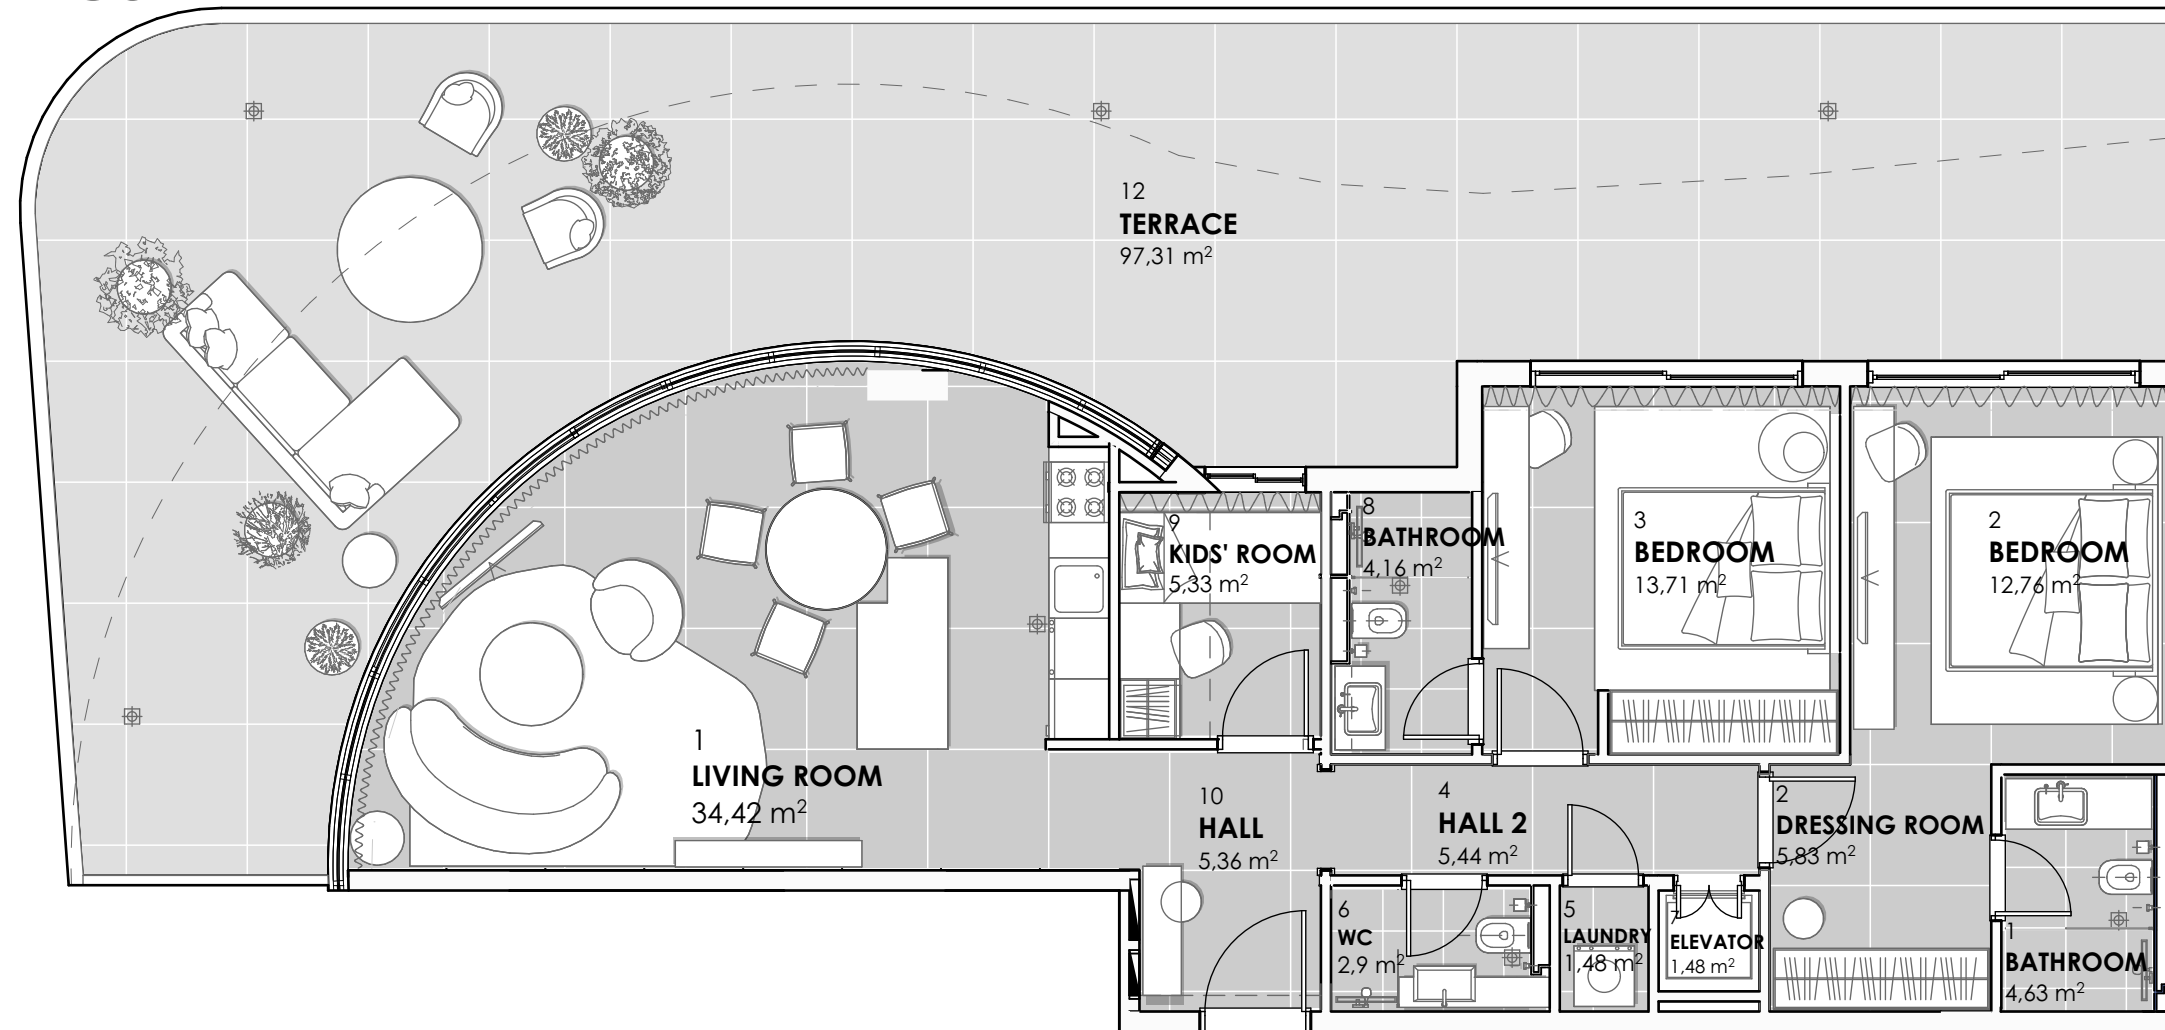 12
TERRACE
97,31 m²
9
KIDS' ROOM
5,33 m²
8
BATHROOM
4,16 m²
3
BEDROOM
13,71 m²
2
BEDROOM
12,76 m²
1
LIVING ROOM
34,42 m²
10
HALL
5,36 m²
4
HALL 2
5,44 m²
2
DRESSING ROOM
5,83 m²
6
WC
2,9 m²
5
LAUNDRY
1,48 m²
7
ELEVATOR
1,48 m²
1
BATHROOM
4,63 m²